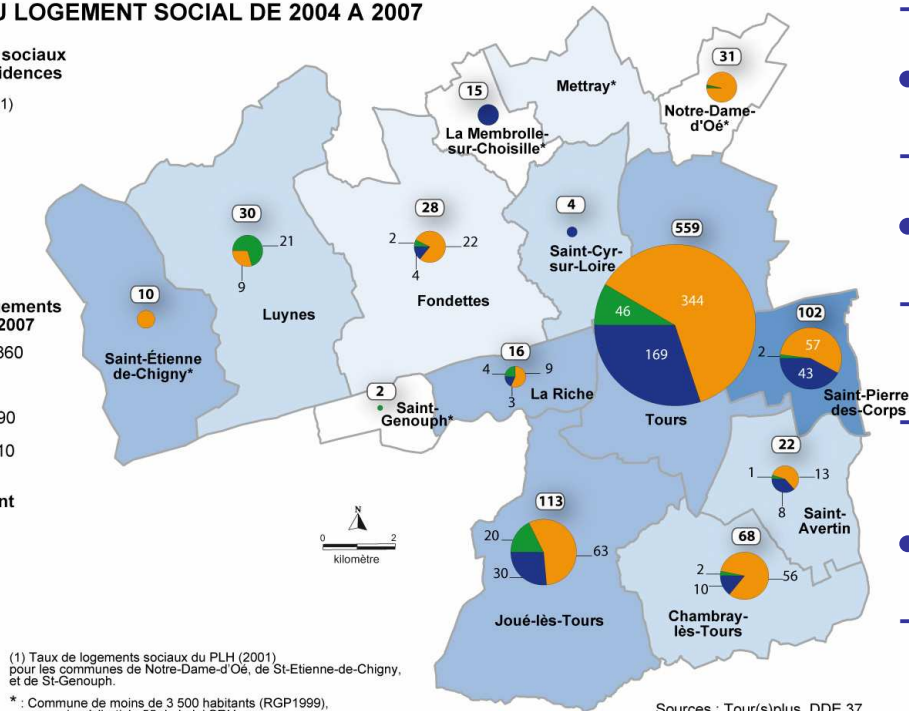 U LOGEMENT SOCIAL DE 2004 A 2007
sociaux
idences
1)
ements
2007
360
90
10
nt
31
Notre-Dame-
d'Oé*
Mettray*
15
La Membrolle-
sur-Choisille*
30
21
9
Luynes
28
2
22
4
Fondettes
4
Saint-Cyr-
sur-Loire
559
344
46
169
Tours
10
Saint-Étienne
de-Chigny*
102
2
57
43
Saint-Pierre
des-Corps
16
4
9
3
La Riche
2
Saint-
Genouph*
22
1
13
8
Saint-
Avertin
113
20
63
30
Joué-lès-Tours
68
2
56
10
Chambray-
lès-Tours
N
0 2
kilomètre
(1) Taux de logements sociaux du PLH (2001)
pour les communes de Notre-Dame-d'Oé, de St-Etienne-de-Chigny,
et de St-Genouph.
* : Commune de moins de 3 500 habitants (RGP1999),
Sources : Tour(s)plus, DDE 37